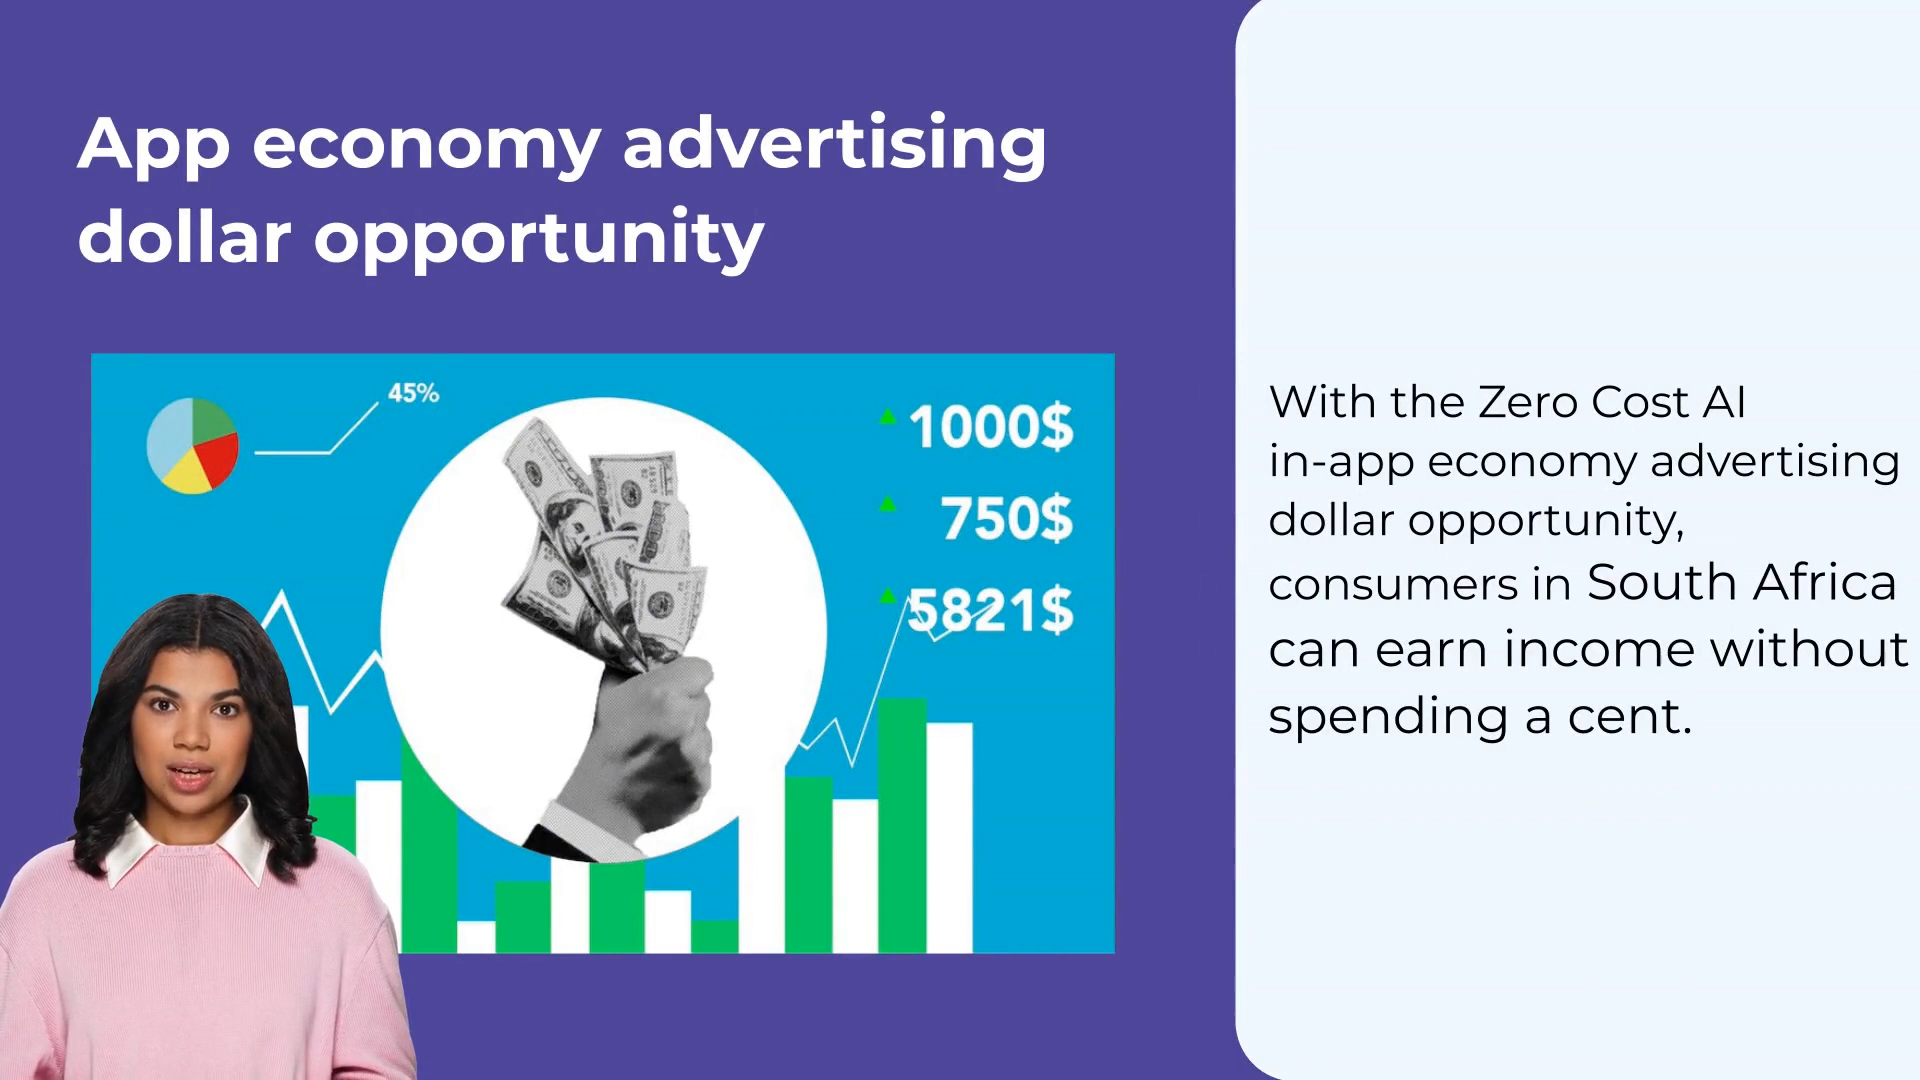 App economy advertising
dollar opportunity
45%
1000$
750$
5821$
With the Zero Cost AI
in-app economy advertising
dollar opportunity,
consumers in South Africa
can earn income without
spending a cent.